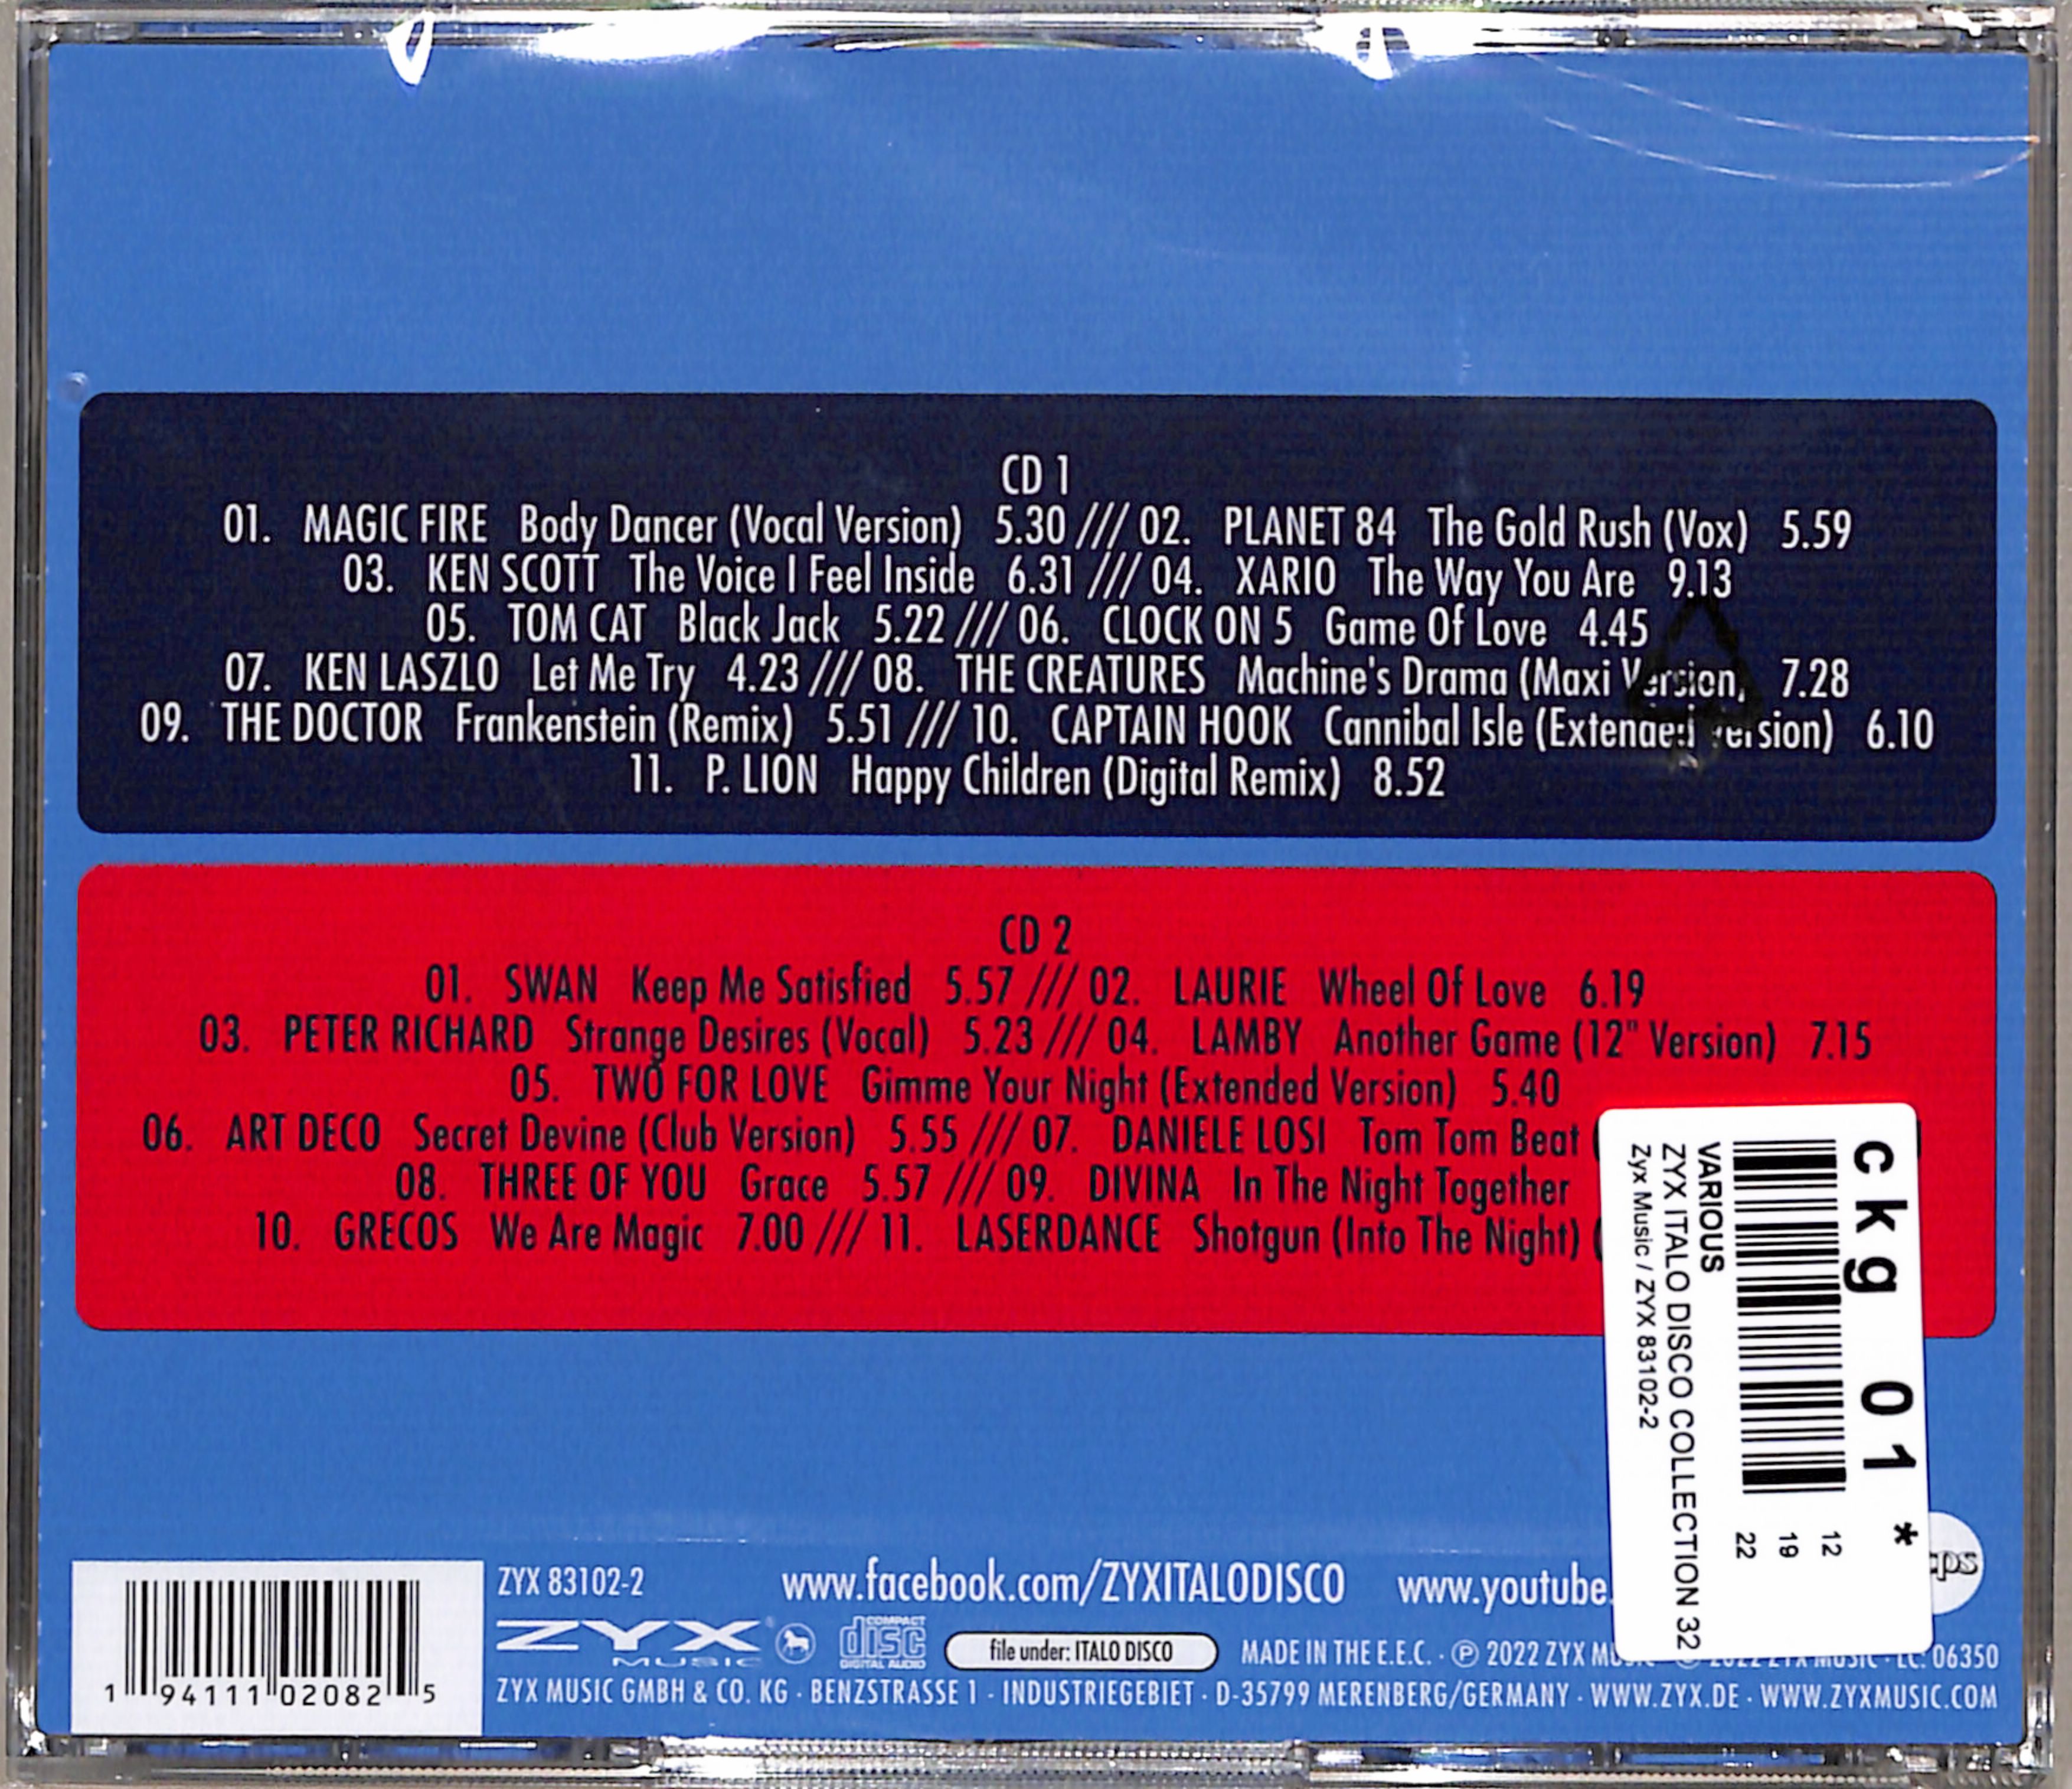 CD 1
01. MAGIC FIRE Body Dancer (Vocal Version) 5.30 /// 02. PLANET 84 The Gold Rush (Vox) 5.59
03. KEN SCOTT The Voice I Feel Inside 6.31 /// 04. XARIO The Way You Are 9.13
05. TOM CAT Black Jack 5.22 /// 06. CLOCK ON 5 Game Of Love 4.45
07. KEN LASZLO Let Me Try 4.23 /// 08. THE CREATURES Machine's Drama (Maxi Version) 7.28
09. THE DOCTOR Frankenstein (Remix) 5.51 /// 10. CAPTAIN HOOK Cannibal Isle (Extended Version) 6.10
11. P. LION Happy Children (Digital Remix) 8.52
CD 2
01. SWAN Keep Me Satisfied 5.57 /// 02. LAURIE Wheel Of Love 6.19
03. PETER RICHARD Strange Desires (Vocal) 5.23 /// 04. LAMBY Another Game (12" Version) 7.15
05. TWO FOR LOVE Gimme Your Night (Extended Version) 5.40
06. ART DECO Secret Devine (Club Version) 5.55 /// 07. DANIELE LOSI Tom Tom Beat (
08. THREE OF YOU Grace 5.57 /// 09. DIVINA In The Night Together
10. GRECOS We Are Magic 7.00 /// 11. LASERDANCE Shotgun (Into The Night) (
ckg 01 *
12
19
22
VARIOUS
ZYX ITALO DISCO COLLECTION 32
Zyx Music / ZYX 83102-2
ZYX 83102-2 www.facebook.com/ZYXITALODISCO www.youtube.
ZYX MUSIC COMPACT disc DIGITAL AUDIO file under: ITALO DISCO MADE IN THE E.E.C. · ℗ 2022 ZYX MUSIC · © 2022 ZYX MUSIC · LC: 06350
ZYX MUSIC GMBH & CO. KG · BENZSTRASSE 1 · INDUSTRIEGEBIET · D-35799 MERENBERG/GERMANY · WWW.ZYX.DE · WWW.ZYXMUSIC.COM
1 94111 02082 5